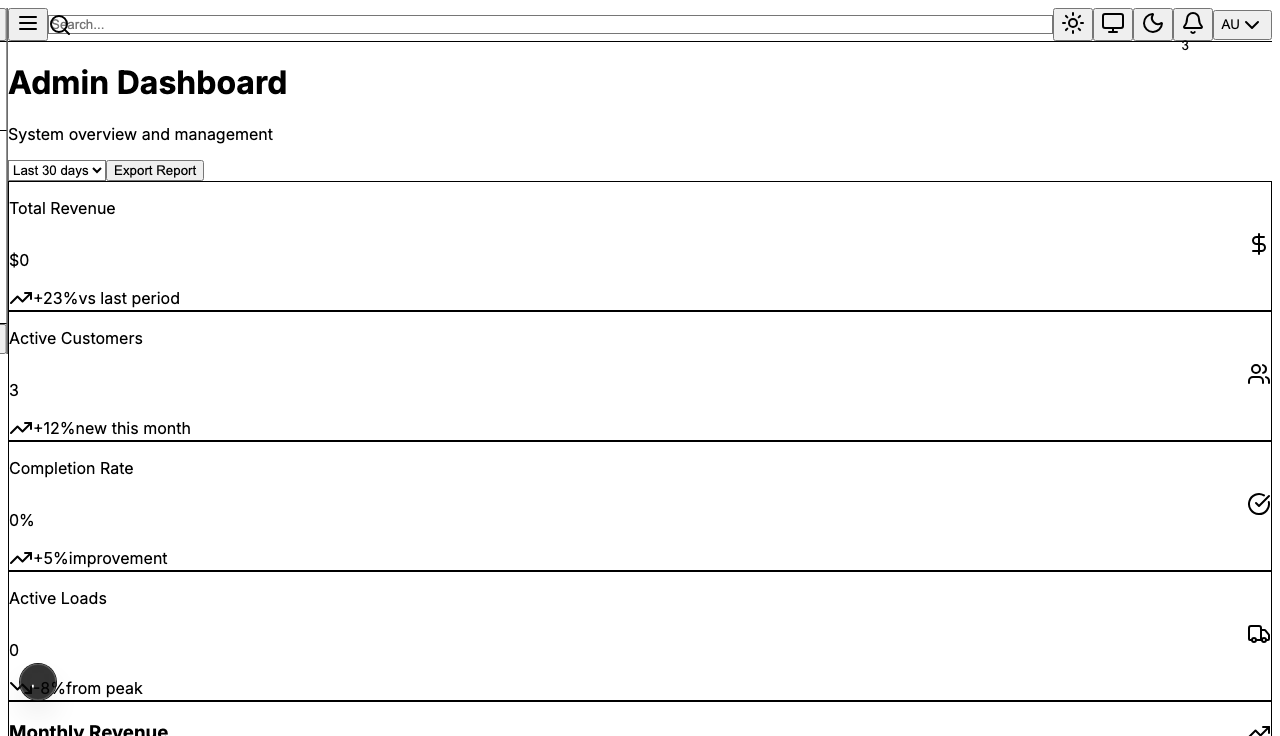 Search...
AU
3
Admin Dashboard
System overview and management
Last 30 days Export Report
Total Revenue
$0
+23%vs last period
Active Customers
3
+12%new this month
Completion Rate
0%
+5%improvement
Active Loads
0
-8%from peak
Monthly Revenue